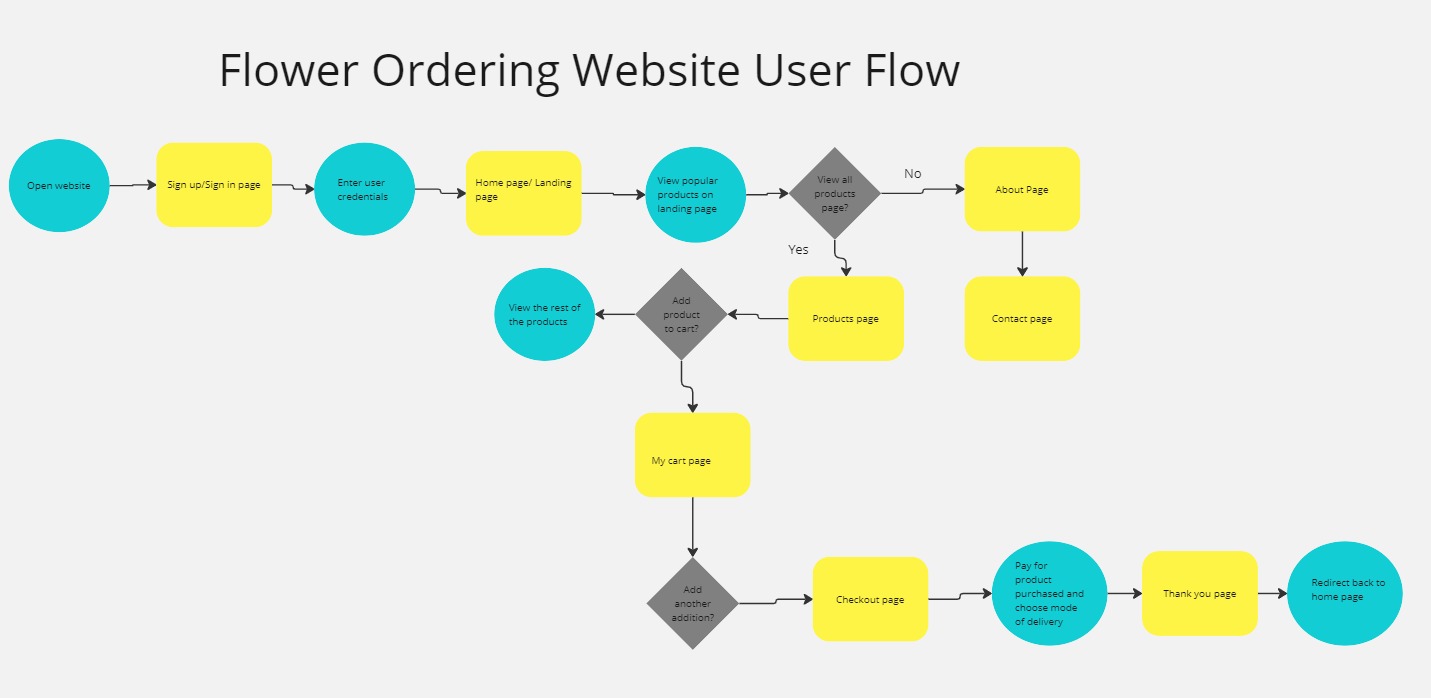 Flower Ordering Website User Flow
Open website
Sign up/Sign in page
Enter user
credentials
Home page/ Landing
page
View popular
products on
landing page
View all
products
page?
No
About Page
Yes
View the rest of
the products
Add
product
to cart?
Products page
Contact page
My cart page
Add
another
addition?
Checkout page
Pay for
product
purchased and
choose mode
of delivery
Thank you page
Redirect back to
home page